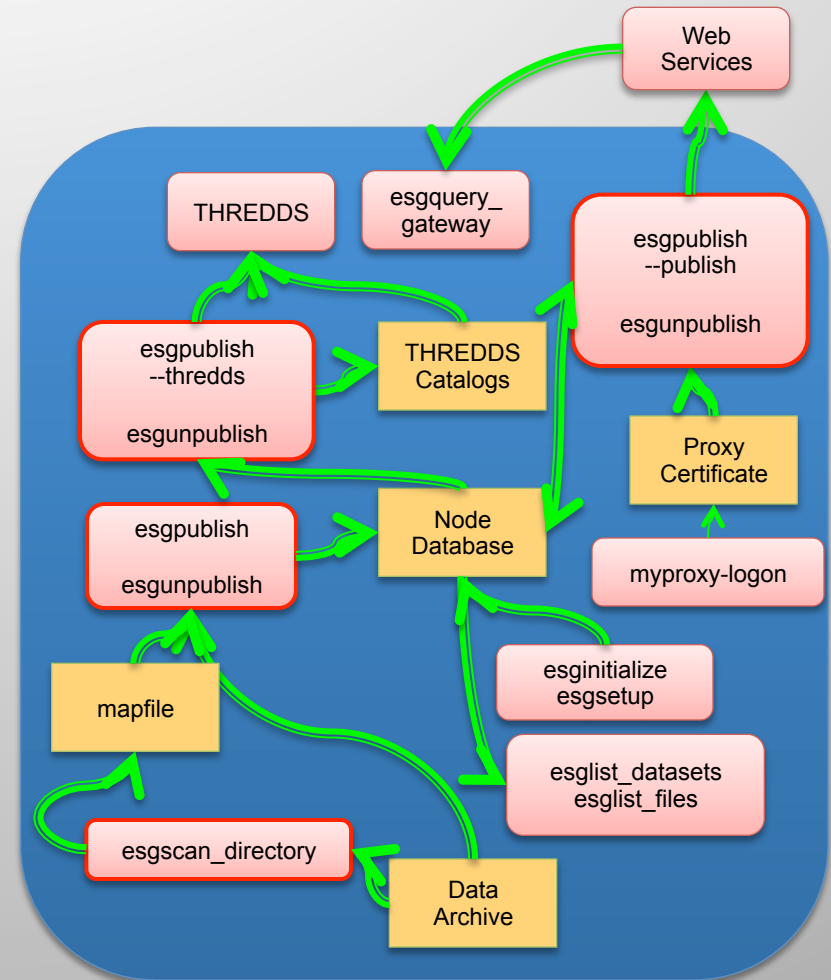 Web
Services
THREDDS
esgquery_
gateway
esgpublish
--publish
esgunpublish
esgpublish
--thredds
esgunpublish
THREDDS
Catalogs
Proxy
Certificate
esgpublish
esgunpublish
Node
Database
myproxy-logon
mapfile
esginitialize
esgsetup
esglist_datasets
esglist_files
esgscan_directory
Data
Archive